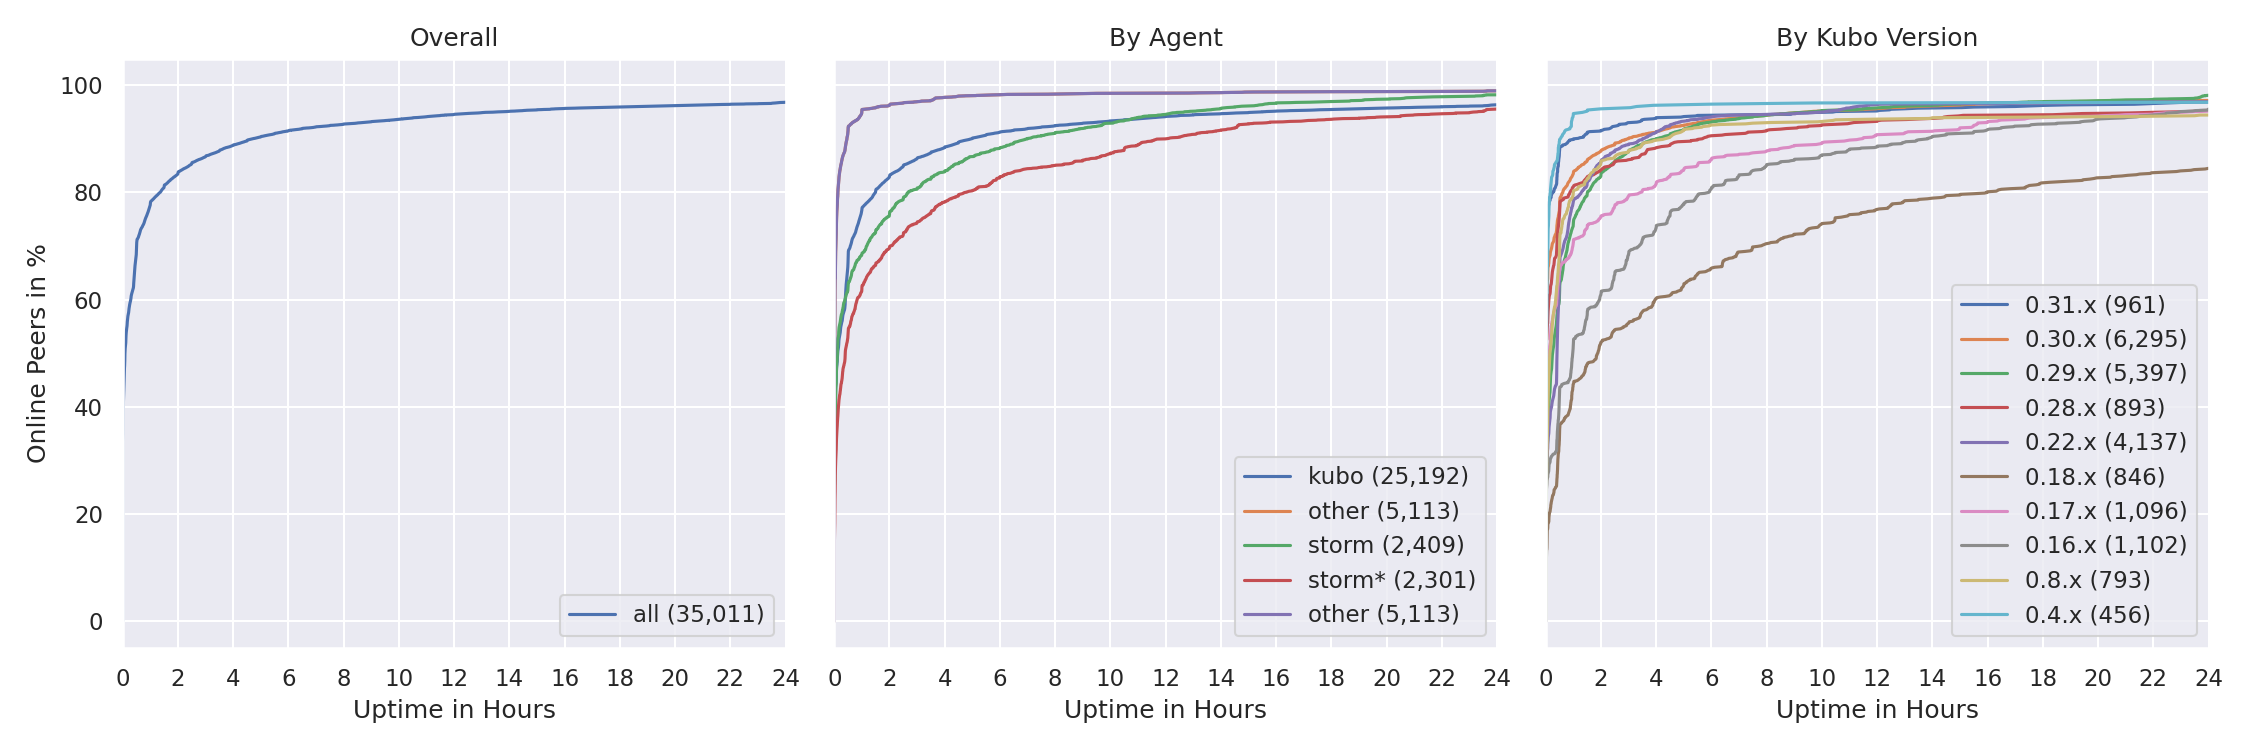 Overall
By Agent
By Kubo Version
Online Peers in %
100
80
60
40
20
0
all (35,011)
kubo (25,192)
other (5,113)
storm (2,409)
storm* (2,301)
other (5,113)
0.31.x (961)
0.30.x (6,295)
0.29.x (5,397)
0.28.x (893)
0.22.x (4,137)
0.18.x (846)
0.17.x (1,096)
0.16.x (1,102)
0.8.x (793)
0.4.x (456)
0 2 4 6 8 10 12 14 16 18 20 22 24
0 2 4 6 8 10 12 14 16 18 20 22 24
0 2 4 6 8 10 12 14 16 18 20 22 24
Uptime in Hours
Uptime in Hours
Uptime in Hours